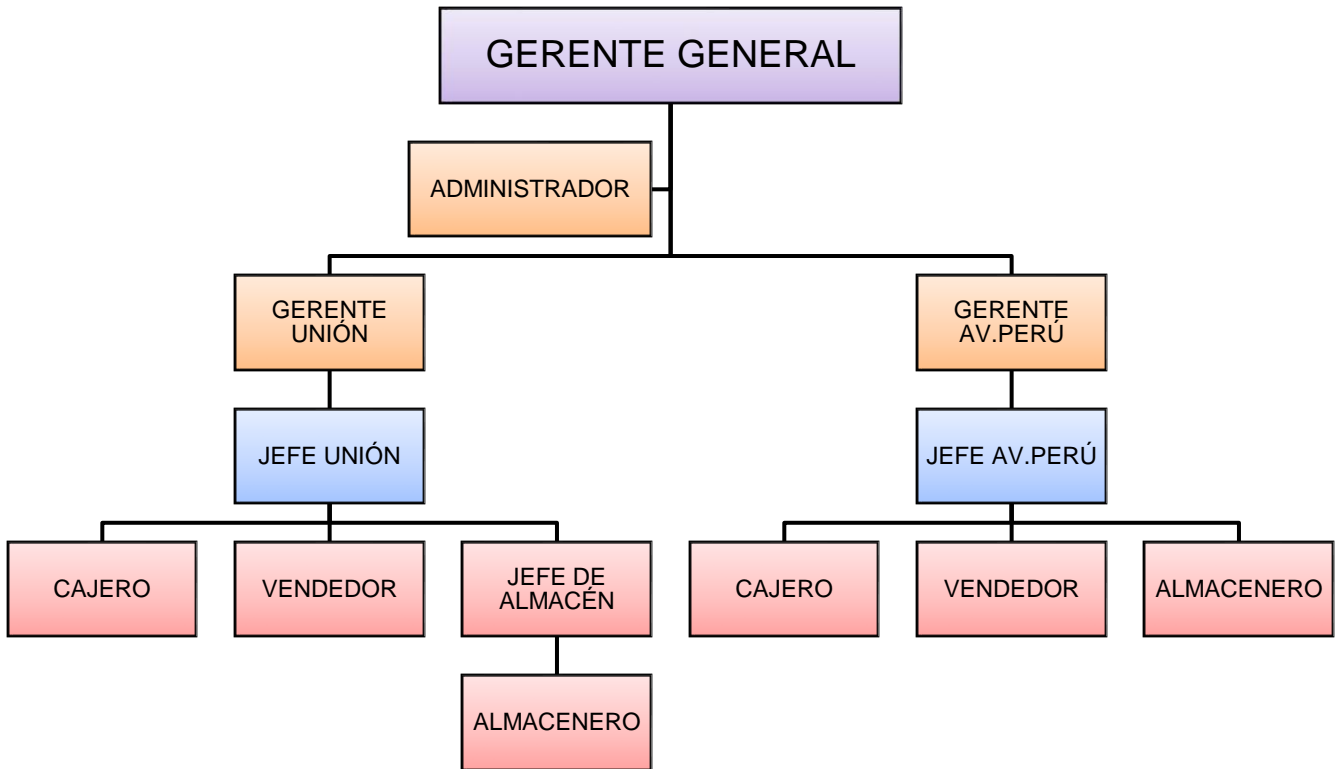 GERENTE GENERAL
ADMINISTRADOR
GERENTE
UNIÓN
GERENTE
AV.PERÚ
JEFE UNIÓN
JEFE AV.PERÚ
CAJERO
VENDEDOR
JEFE DE
ALMACÉN
CAJERO
VENDEDOR
ALMACENERO
ALMACENERO